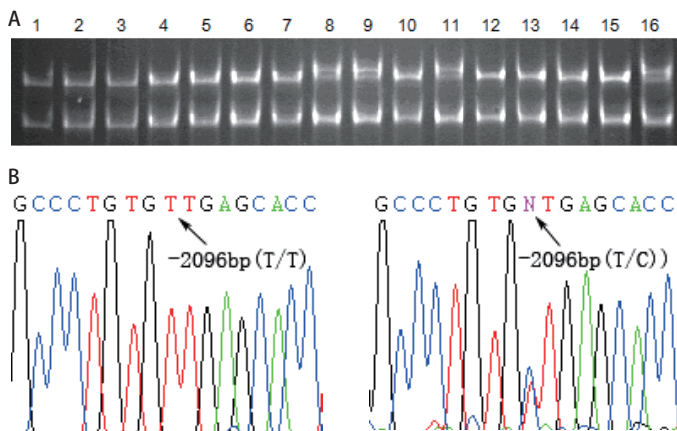 A
1 2 3 4 5 6 7 8 9 10 11 12 13 14 15 16
B
GCCCTGTGTTGAGCACC
-2096bp(T/T)
GCCCTGTGNTGAGCACC
-2096bp(T/C))